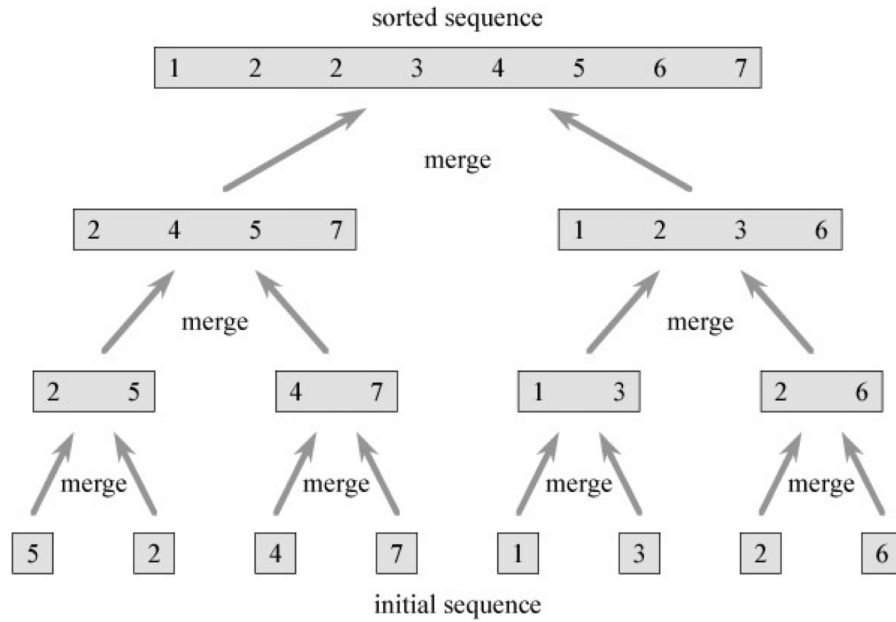 sorted sequence
1 2 2 3 4 5 6 7
merge
2 4 5 7 1 2 3 6
merge merge
2 5 4 7 1 3 2 6
merge merge merge merge
5 2 4 7 1 3 2 6
initial sequence